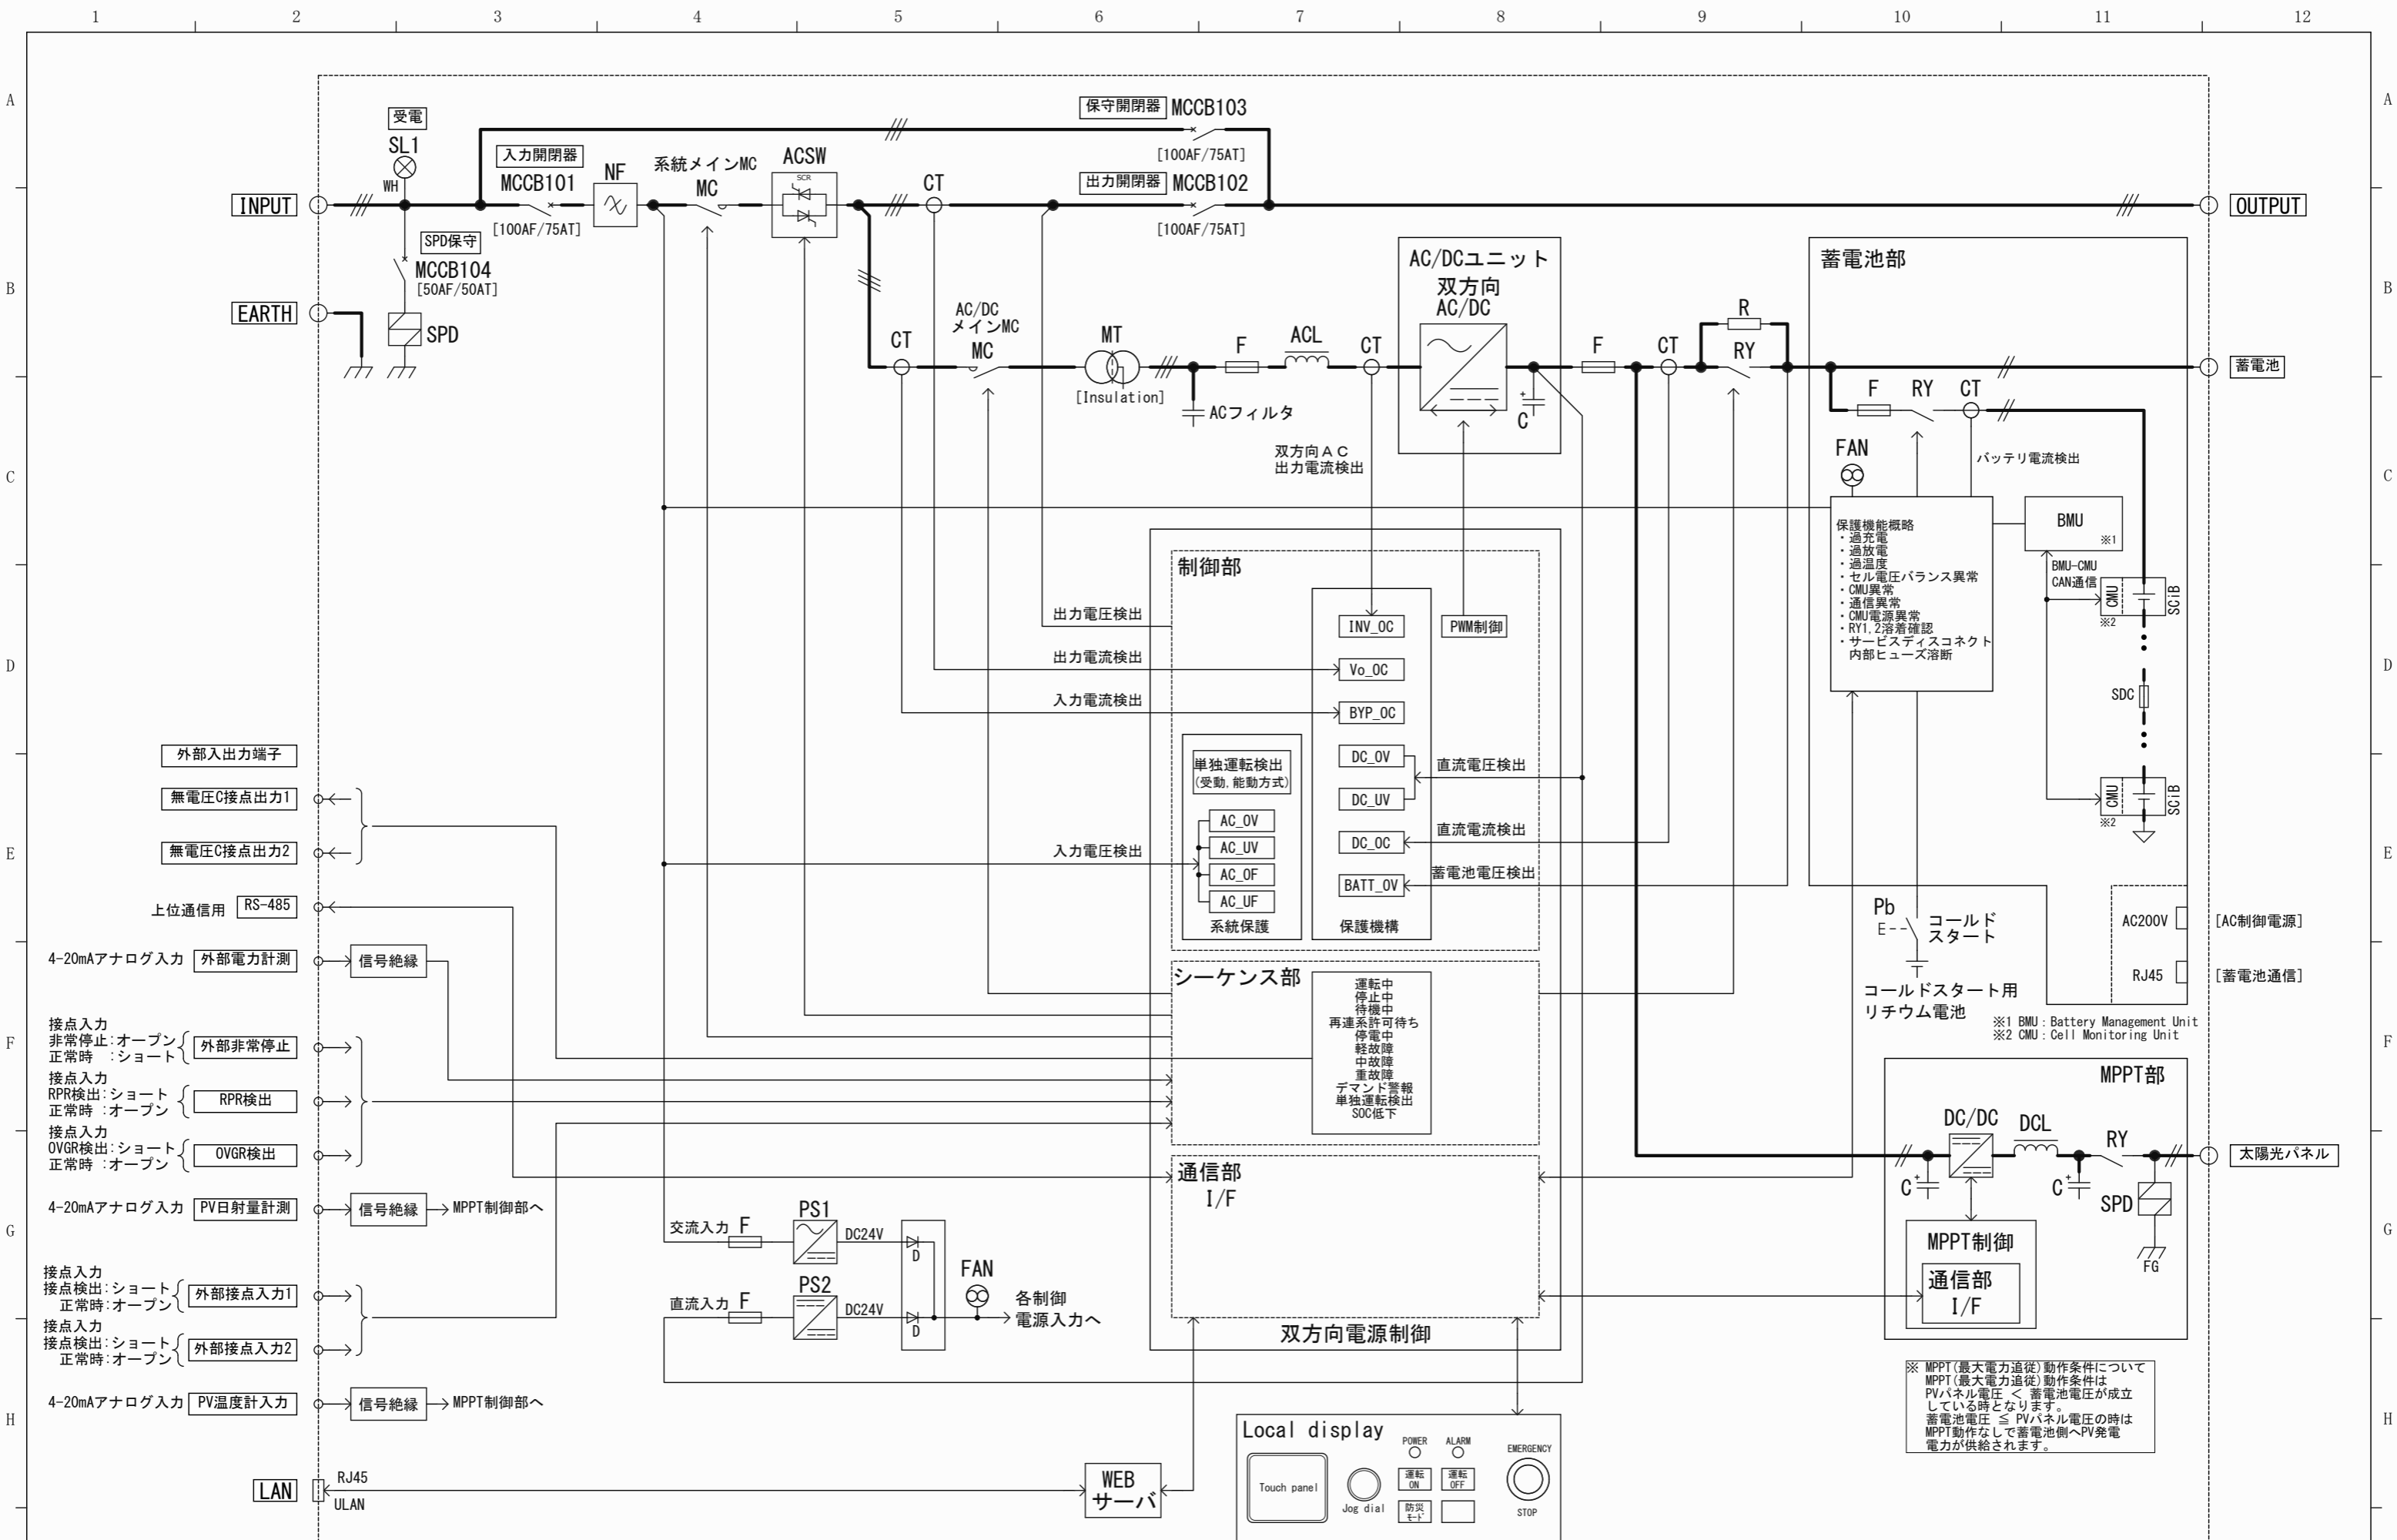 1 2 3 4 5 6 7 8 9 10 11 12
A
保守開閉器 MCCB103
A
受電
SL1
WH
[100AF/75AT]
入力開閉器
MCCB101
[100AF/75AT]
NF
系統メインMC
MC
ACSW
SCR
CT
出力開閉器 MCCB102
[100AF/75AT]
INPUT
OUTPUT
SPD保守
MCCB104
[50AF/50AT]
SPD
B
EARTH
B
CT
AC/DC
メインMC
MC
MT
[Insulation]
F
ACL
CT
ACフィルタ
AC/DCユニット
双方向
AC/DC
C
+
F
CT
R
RY
蓄電池部
蓄電池
F
RY
CT
双方向AC
出力電流検出
バッテリ電流検出
FAN
C
C
保護機能概略
・過充電
・過放電
・過温度
・セル電圧バランス異常
・CMU異常
・通信異常
・CMU電源異常
・RY1,2溶着確認
・サービスディスコネクト
内部ヒューズ溶断
BMU
※1
BMU-CMU
CAN通信
CMU
SCiB
※2
SDC
CMU
SCiB
※2
制御部
出力電圧検出
INV_OC
PWM制御
D
D
出力電流検出
Vo_OC
入力電流検出
BYP_OC
単独運転検出
(受動,能動方式)
DC_OV
直流電圧検出
DC_UV
AC_OV
AC_UV
AC_OF
AC_UF
系統保護
入力電圧検出
DC_OC
直流電流検出
BATT_OV
蓄電池電圧検出
保護機構
外部入出力端子
無電圧C接点出力1
無電圧C接点出力2
E
E
上位通信用 RS-485
4-20mAアナログ入力 外部電力計測 信号絶縁
Pb
E
コールド
スタート
コールドスタート用
リチウム電池
AC200V [AC制御電源]
RJ45 [蓄電池通信]
※1 BMU：Battery Management Unit
※2 CMU：Cell Monitoring Unit
シーケンス部
運転中
停止中
待機中
再連系許可待ち
停電中
軽故障
中故障
重故障
デマンド警報
単独運転検出
SOC低下
F
F
接点入力
非常停止:オープン
正常時 :ショート
外部非常停止
接点入力
RPR検出:ショート
正常時 :オープン
RPR検出
接点入力
OVGR検出:ショート
正常時 :オープン
OVGR検出
通信部
I/F
MPPT部
DC/DC
DCL
RY
C
+
C
+
SPD
FG
太陽光パネル
MPPT制御
通信部
I/F
4-20mAアナログ入力 PV日射量計測 信号絶縁 MPPT制御部へ
G
G
交流入力 F
PS1
DC24V
D
直流入力 F
PS2
DC24V
D
FAN
各制御
電源入力へ
双方向電源制御
接点入力
接点検出:ショート
正常時:オープン
外部接点入力1
接点入力
接点検出:ショート
正常時:オープン
外部接点入力2
4-20mAアナログ入力 PV温度計入力 信号絶縁 MPPT制御部へ
H
H
※ MPPT(最大電力追従)動作条件について
MPPT(最大電力追従)動作条件は
PVパネル電圧 ＜ 蓄電池電圧が成立
している時となります。
蓄電池電圧 ≦ PVパネル電圧の時は
MPPT動作なしで蓄電池側へPV発電
電力が供給されます。
LAN
RJ45
ULAN
WEB
サーバ
Local display
Touch panel
Jog dial
POWER
ALARM
運転
ON
運転
OFF
防災
モード
EMERGENCY
STOP